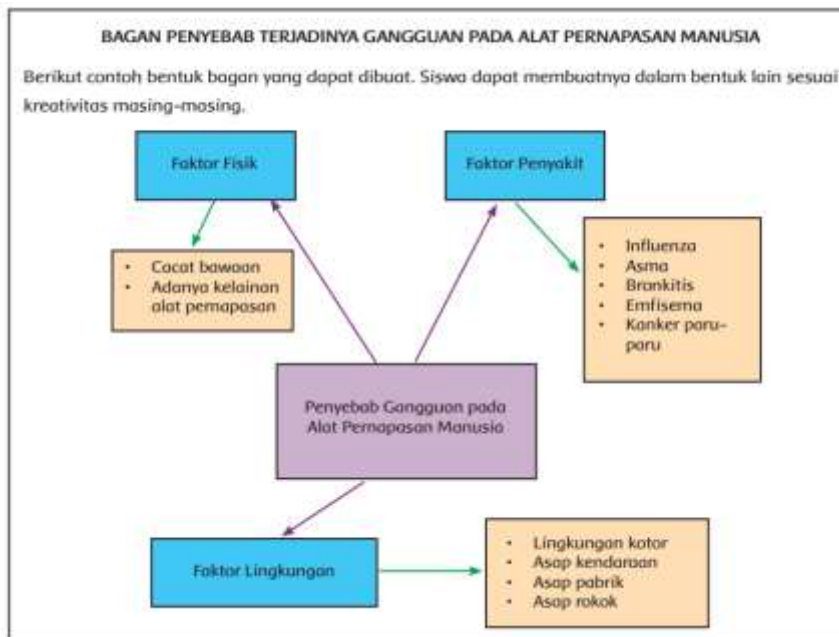 BAGAN PENYEBAB TERJADINYA GANGGUAN PADA ALAT PERNAPASAN MANUSIA
Berikut contoh bentuk bagan yang dapat dibuat. Siswa dapat membuatnya dalam bentuk lain sesuai
kreativitas masing-masing.
Faktor Fisik
• Cacat bawaan
• Adanya kelainan
alat pernapasan
Faktor Penyakit
• Influenza
• Asma
• Bronkitis
• Emfisema
• Kanker paru-
paru
Penyebab Gangguan pada
Alat Pernapasan Manusia
Faktor Lingkungan
• Lingkungan kotor
• Asap kendaraan
• Asap pabrik
• Asap rokok